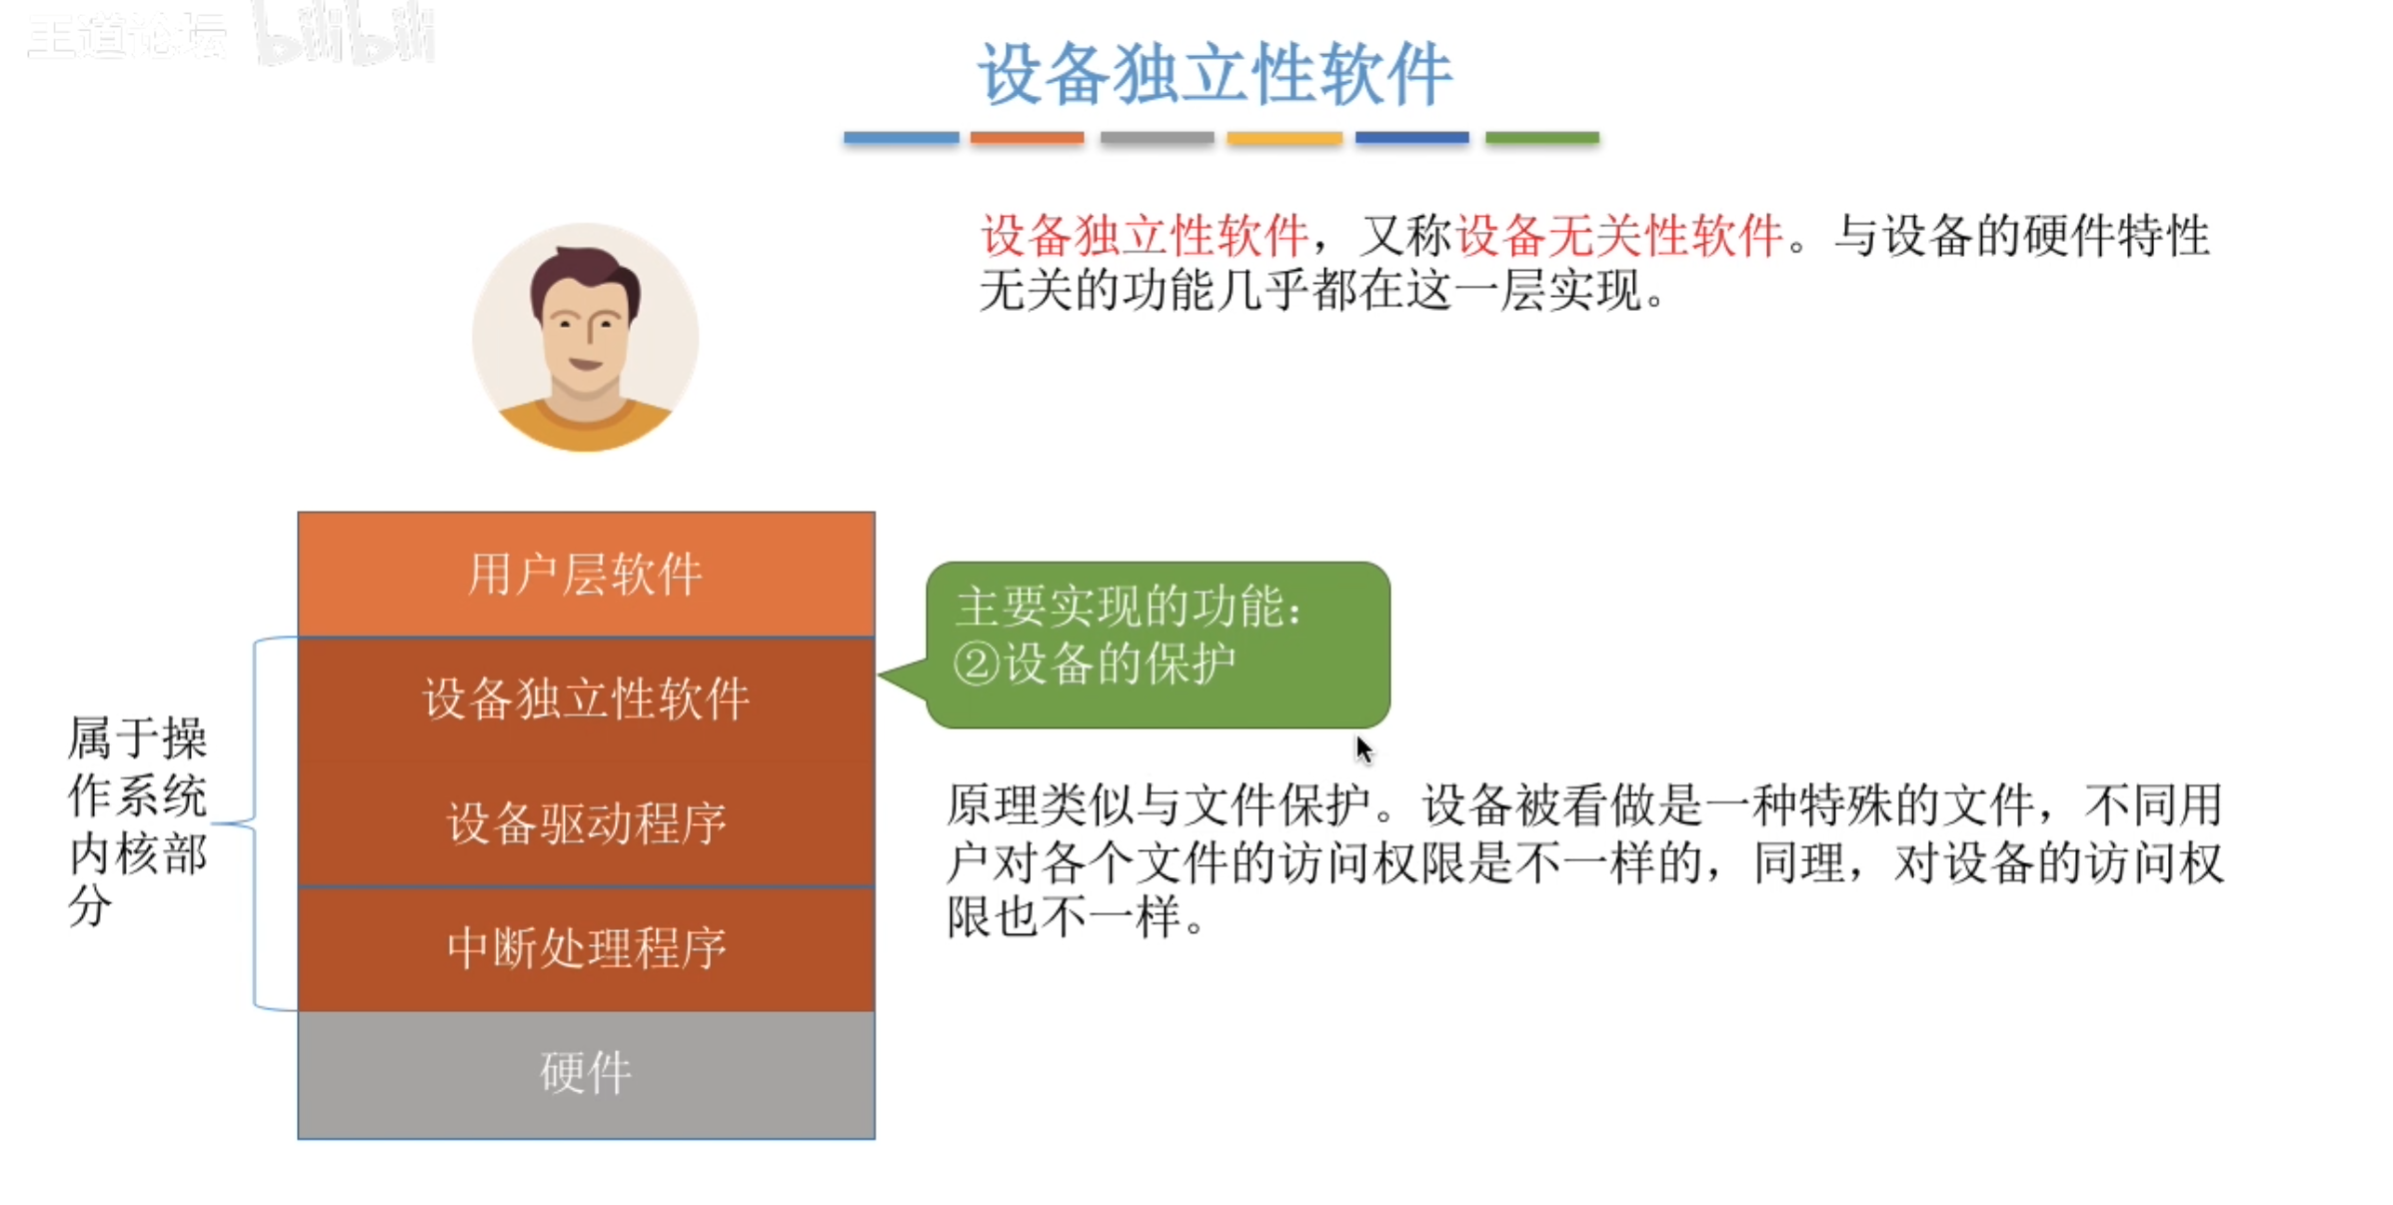 王道论坛 bilibili
设备独立性软件
设备独立性软件，又称设备无关性软件。与设备的硬件特性
无关的功能几乎都在这一层实现。
用户层软件
主要实现的功能：
②设备的保护
设备独立性软件
属于操
作系统
内核部
分
设备驱动程序
原理类似与文件保护。设备被看做是一种特殊的文件，不同用
户对各个文件的访问权限是不一样的，同理，对设备的访问权
限也不一样。
中断处理程序
硬件